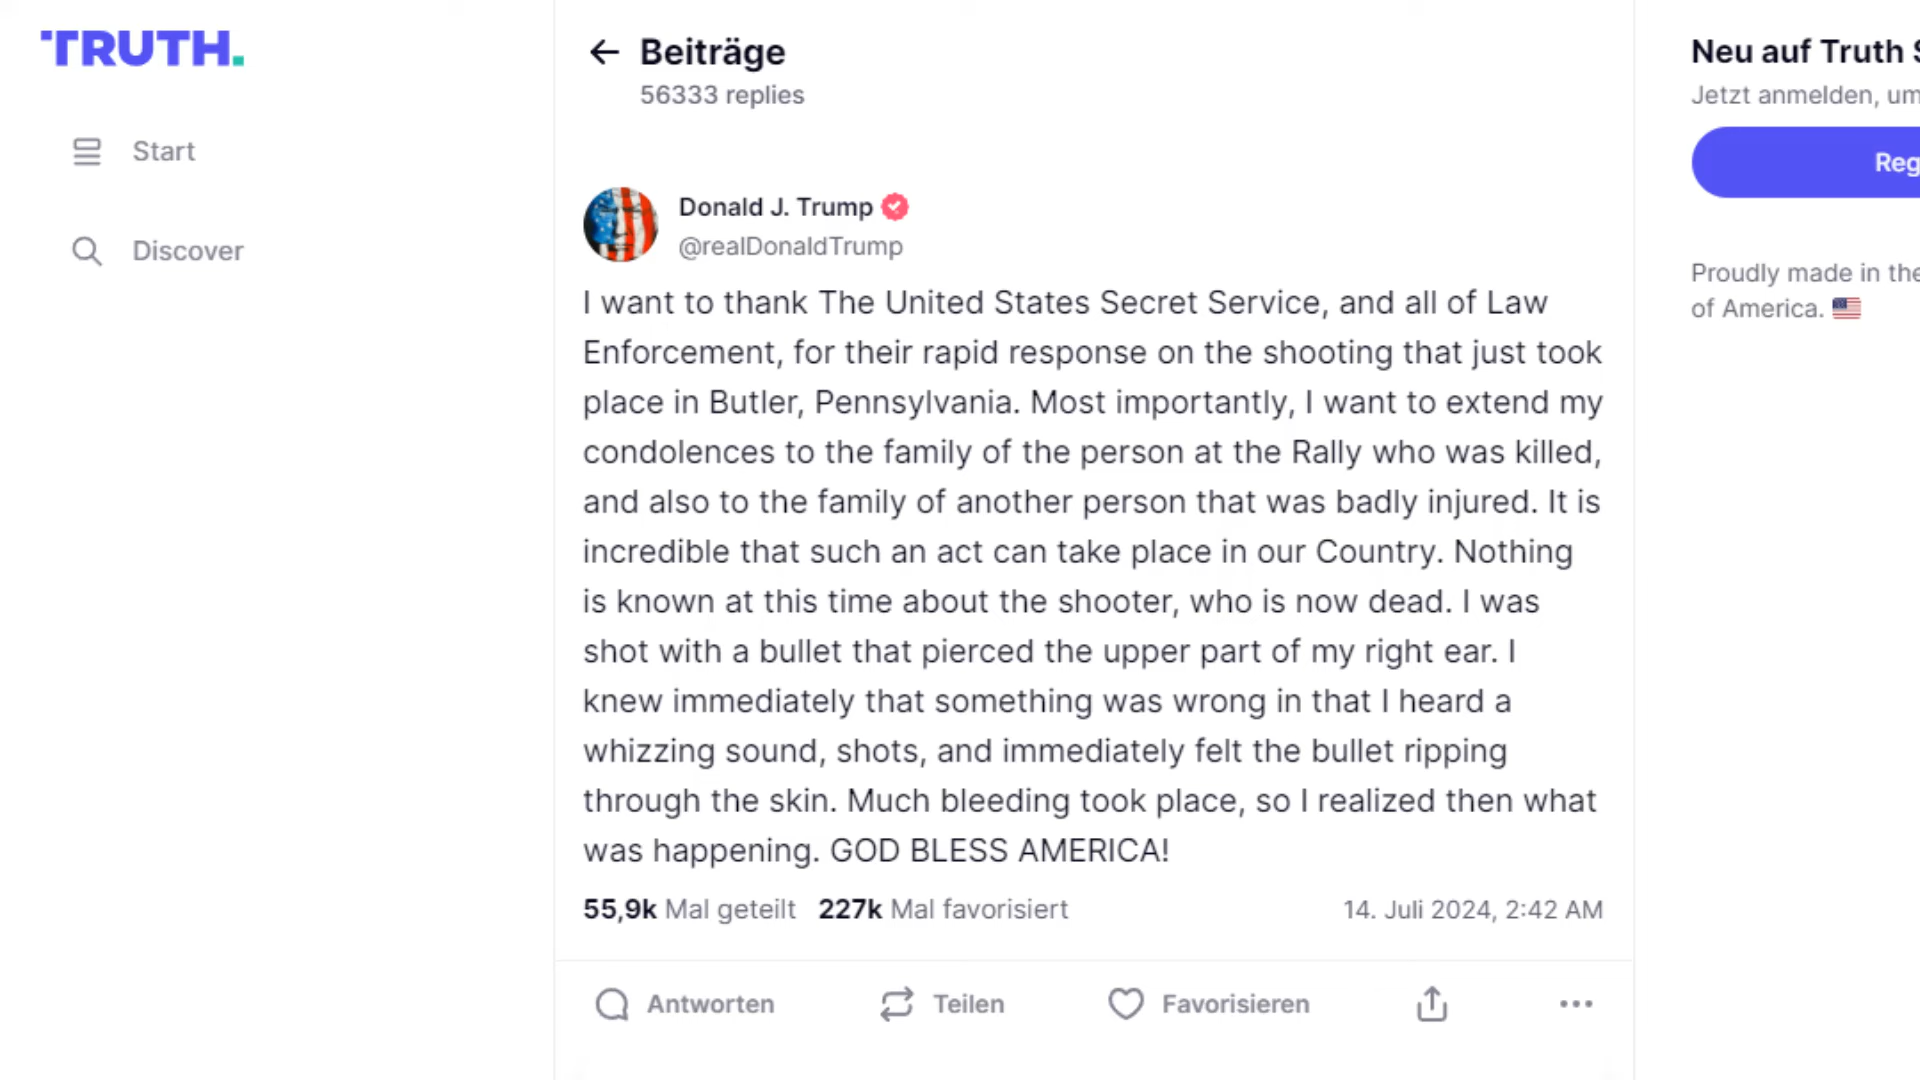 TRUTH.
Start
Discover
Beiträge
56333 replies
Donald J. Trump
@realDonaldTrump
I want to thank The United States Secret Service, and all of Law
Enforcement, for their rapid response on the shooting that just took
place in Butler, Pennsylvania. Most importantly, I want to extend my
condolences to the family of the person at the Rally who was killed,
and also to the family of another person that was badly injured. It is
incredible that such an act can take place in our Country. Nothing
is known at this time about the shooter, who is now dead. I was
shot with a bullet that pierced the upper part of my right ear. I
knew immediately that something was wrong in that I heard a
whizzing sound, shots, and immediately felt the bullet ripping
through the skin. Much bleeding took place, so I realized then what
was happening. GOD BLESS AMERICA!
55,9k Mal geteilt 227k Mal favorisiert 14. Juli 2024, 2:42 AM
Antworten Teilen Favorisieren
Neu auf Truth S
Jetzt anmelden, um
Reg
Proudly made in the
of America.